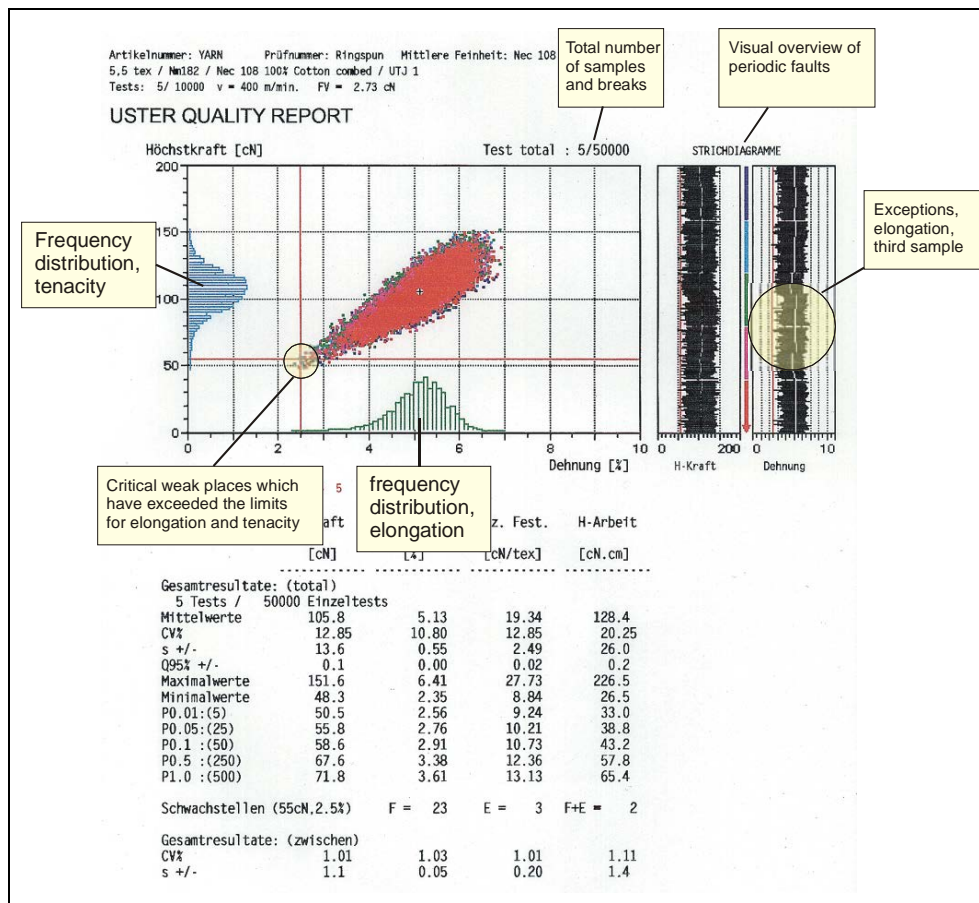 Artikelnummer: YARN Prüfnummer: Ringspun Mittlere Feinheit: Nec 108
5,5 tex / Nm182 / Nec 108 100% Cotton combed / UTJ 1
Tests: 5/ 10000 v = 400 m/min. FV = 2.73 cN
Total number
of samples
and breaks
Visual overview of
periodic faults
USTER QUALITY REPORT
Höchstkraft [cN] Test total : 5/50000
STRICHDIAGRAMME
200
150
100
50
0
Frequency
distribution,
tenacity
Exceptions,
elongation,
third sample
0 2 4 6 8 10
Dehnung [%]
0 200 0 10
H-Kraft Dehnung
Critical weak places which
have exceeded the limits
for elongation and tenacity
frequency
distribution,
elongation
5
aft z. Fest. H-Arbeit
[cN] [%] [cN/tex] [cN.cm]
Gesamtresultate: (total)
5 Tests / 50000 Einzeltests
Mittelwerte 105.8 5.13 19.34 128.4
CV% 12.85 10.80 12.85 20.25
s +/- 13.6 0.55 2.49 26.0
Q95% +/- 0.1 0.00 0.02 0.2
Maximalwerte 151.6 6.41 27.73 226.5
Minimalwerte 48.3 2.35 8.84 26.5
P0.01:(5) 50.5 2.56 9.24 33.0
P0.05:(25) 55.8 2.76 10.21 38.8
P0.1 :(50) 58.6 2.91 10.73 43.2
P0.5 :(250) 67.6 3.38 12.36 57.8
P1.0 :(500) 71.8 3.61 13.13 65.4
Schwachstellen (55cN,2.5%) F = 23 E = 3 F+E = 2
Gesamtresultate: (zwischen)
CV% 1.01 1.03 1.01 1.11
s +/- 1.1 0.05 0.20 1.4